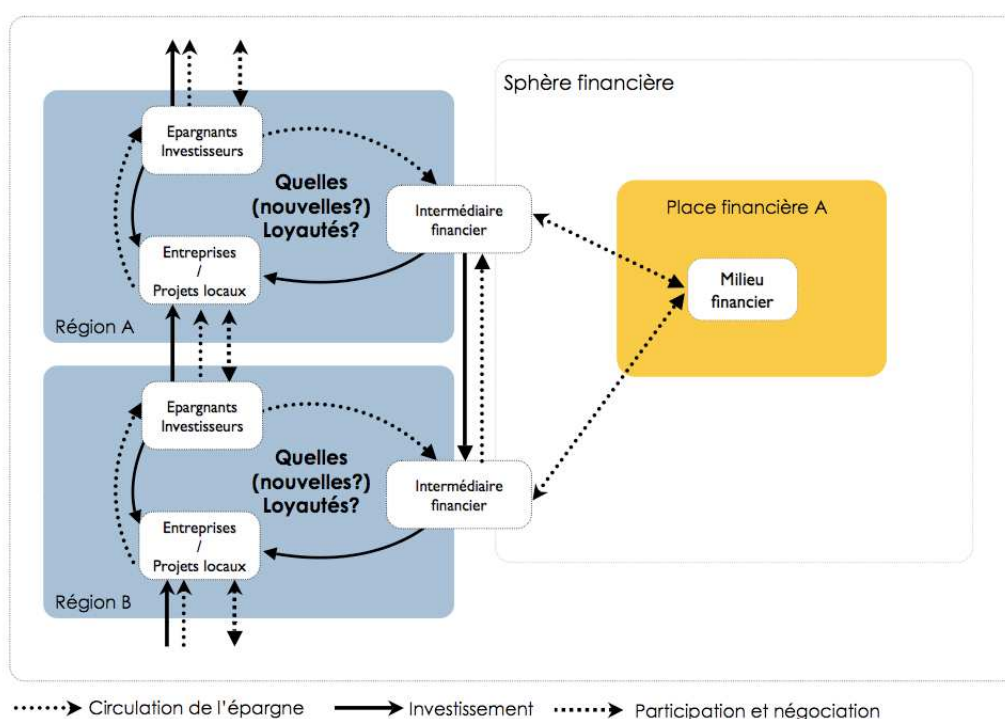 Sphère financière
Epargnants
Investisseurs
Quelles
(nouvelles?)
Loyautés?
Intermédiaire
financier
Place financière A
Entreprises
/
Projets locaux
Milieu
financier
Région A
Epargnants
Investisseurs
Quelles
(nouvelles?)
Loyautés?
Intermédiaire
financier
Entreprises
/
Projets locaux
Région B
Circulation de l'épargne
Investissement
Participation et négociation